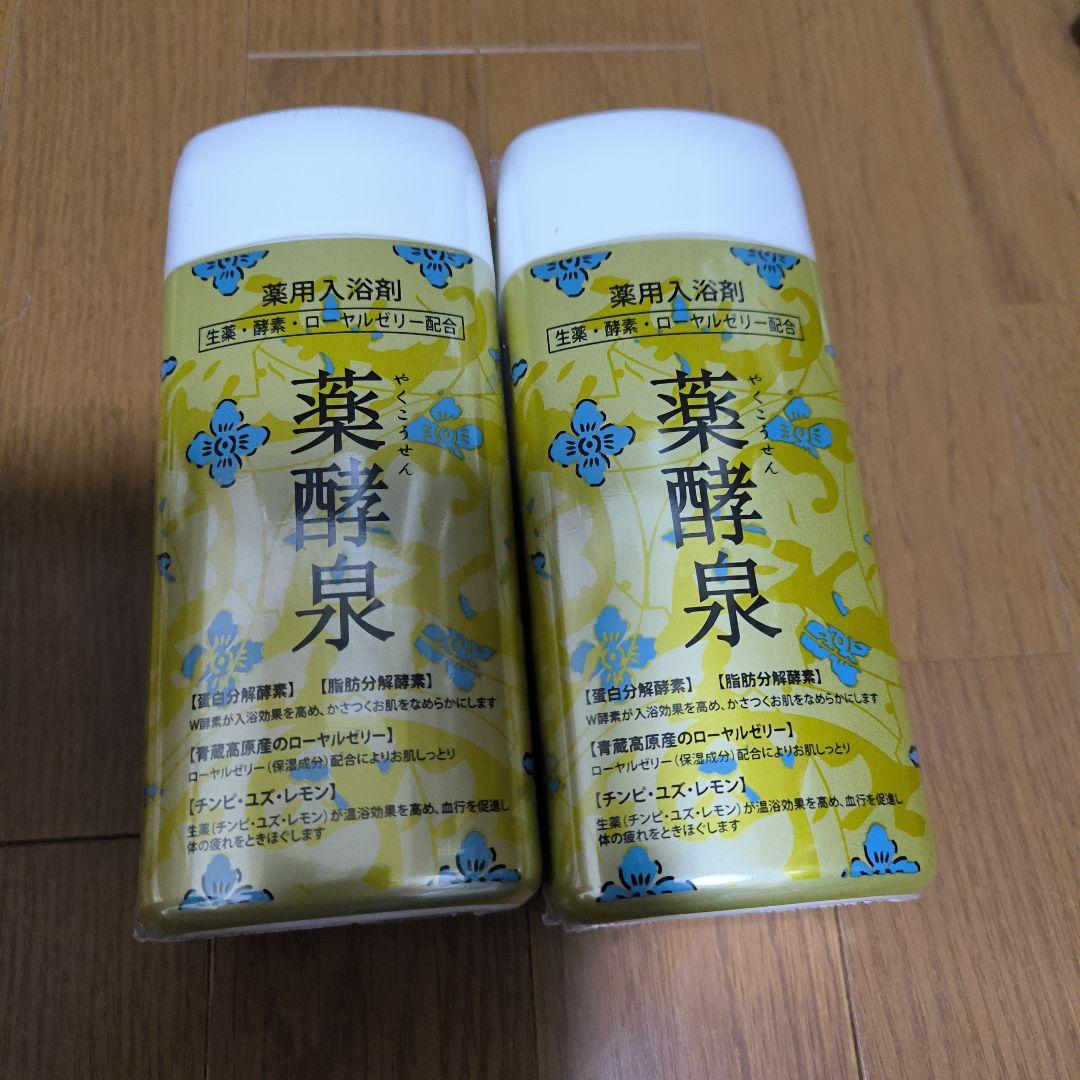 薬用入浴剤
生薬・酵素・ローヤルゼリー配合
薬酵泉
やくこうせん
【蛋白分解酵素】 【脂肪分解酵素】
W酵素が入浴効果を高め、かさつくお肌をなめらかにします
【青蔵高原産のローヤルゼリー】
ローヤルゼリー（保湿成分）配合によりお肌しっとり
【チンピ・ユズ・レモン】
生薬（チンピ・ユズ・レモン）が温浴効果を高め、血行を促進し
体の疲れをときほぐします
薬用入浴剤
生薬・酵素・ローヤルゼリー配合
薬酵泉
やくこうせん
【蛋白分解酵素】 【脂肪分解酵素】
W酵素が入浴効果を高め、かさつくお肌をなめらかにします
【青蔵高原産のローヤルゼリー】
ローヤルゼリー（保湿成分）配合によりお肌しっとり
【チンピ・ユズ・レモン】
生薬（チンピ・ユズ・レモン）が温浴効果を高め、血行を促進し
体の疲れをときほぐします